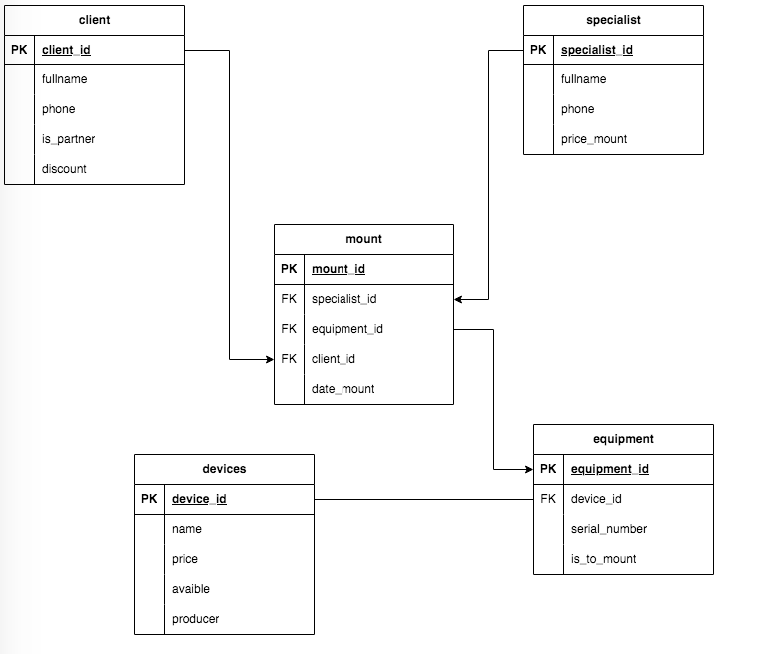 client
PK client_id
fullname
phone
is_partner
discount
specialist
PK specialist_id
fullname
phone
price_mount
mount
PK mount_id
FK specialist_id
FK equipment_id
FK client_id
date_mount
equipment
PK equipment_id
FK device_id
serial_number
is_to_mount
devices
PK device_id
name
price
avaible
producer